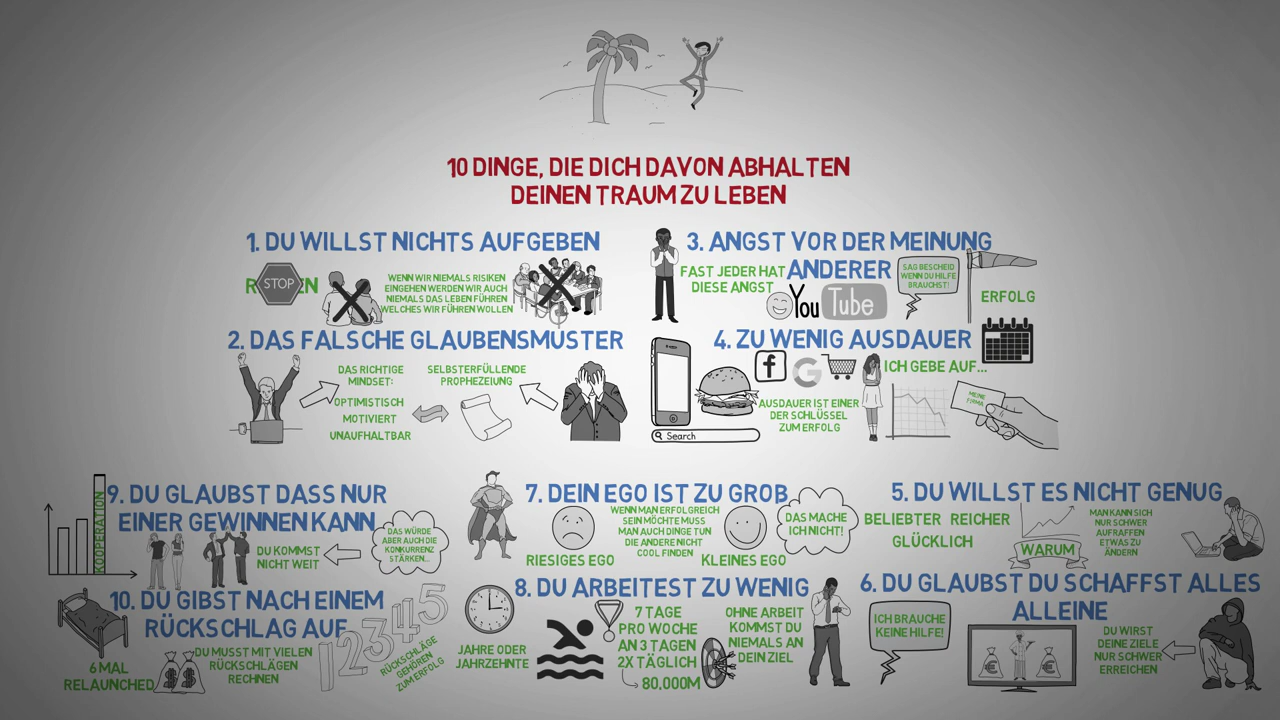 10 DINGE, DIE DICH DAVON ABHALTEN
DEINEN TRAUM ZU LEBEN
1. DU WILLST NICHTS AUFGEBEN
STOP
WENN WIR NIEMALS RISIKEN
EINGEHEN WERDEN WIR AUCH
NIEMALS DAS LEBEN FÜHREN
WELCHES WIR FÜHREN WOLLEN
2. DAS FALSCHE GLAUBENSMUSTER
DAS RICHTIGE
MINDSET:
OPTIMISTISCH
MOTIVIERT
UNAUFHALTBAR
SELBSTERFÜLLENDE
PROPHEZEIUNG
3. ANGST VOR DER MEINUNG
ANDERER
FAST JEDER HAT
DIESE ANGST
You Tube
SAG BESCHEID
WENN DU HILFE
BRAUCHST!
ERFOLG
4. ZU WENIG AUSDAUER
f
G
ICH GEBE AUF...
AUSDAUER IST EINER
DER SCHLÜSSEL
ZUM ERFOLG
Search
MEINE
FIRMA
5. DU WILLST ES NICHT GENUG
BELIEBTER REICHER
GLÜCKLICH
WARUM
MAN KANN SICH
NUR SCHWER
AUFRAFFEN
ETWAS ZU
ÄNDERN
6. DU GLAUBST DU SCHAFFST ALLES
ALLEINE
ICH BRAUCHE
KEINE HILFE!
€ €
DU WIRST
DEINE ZIELE
NUR SCHWER
ERREICHEN
7. DEIN EGO IST ZU GROB
RIESIGES EGO
WENN MAN ERFOLGREICH
SEIN MÖCHTE MUSS
MAN AUCH DINGE TUN
DIE ANDERE NICHT
COOL FINDEN
KLEINES EGO
DAS MACHE
ICH NICHT!
8. DU ARBEITEST ZU WENIG
JAHRE ODER
JAHRZEHNTE
7 TAGE
PRO WOCHE
AN 3 TAGEN
2X TÄGLICH
80,000M
OHNE ARBEIT
KOMMST DU
NIEMALS AN
DEIN ZIEL
9. DU GLAUBST DASS NUR
EINER GEWINNEN KANN
KOOPERATION
DU KOMMST
NICHT WEIT
DAS WÜRDE
ABER AUCH DIE
KONKURRENZ
STÄRKEN...
10. DU GIBST NACH EINEM
RÜCKSCHLAG AUF
6 MAL
RELAUNCHED
$ $
DU MUSST MIT VIELEN
RÜCKSCHLÄGEN
RECHNEN
12345
RÜCKSCHLÄGE
GEHÖREN
ZUM ERFOLG